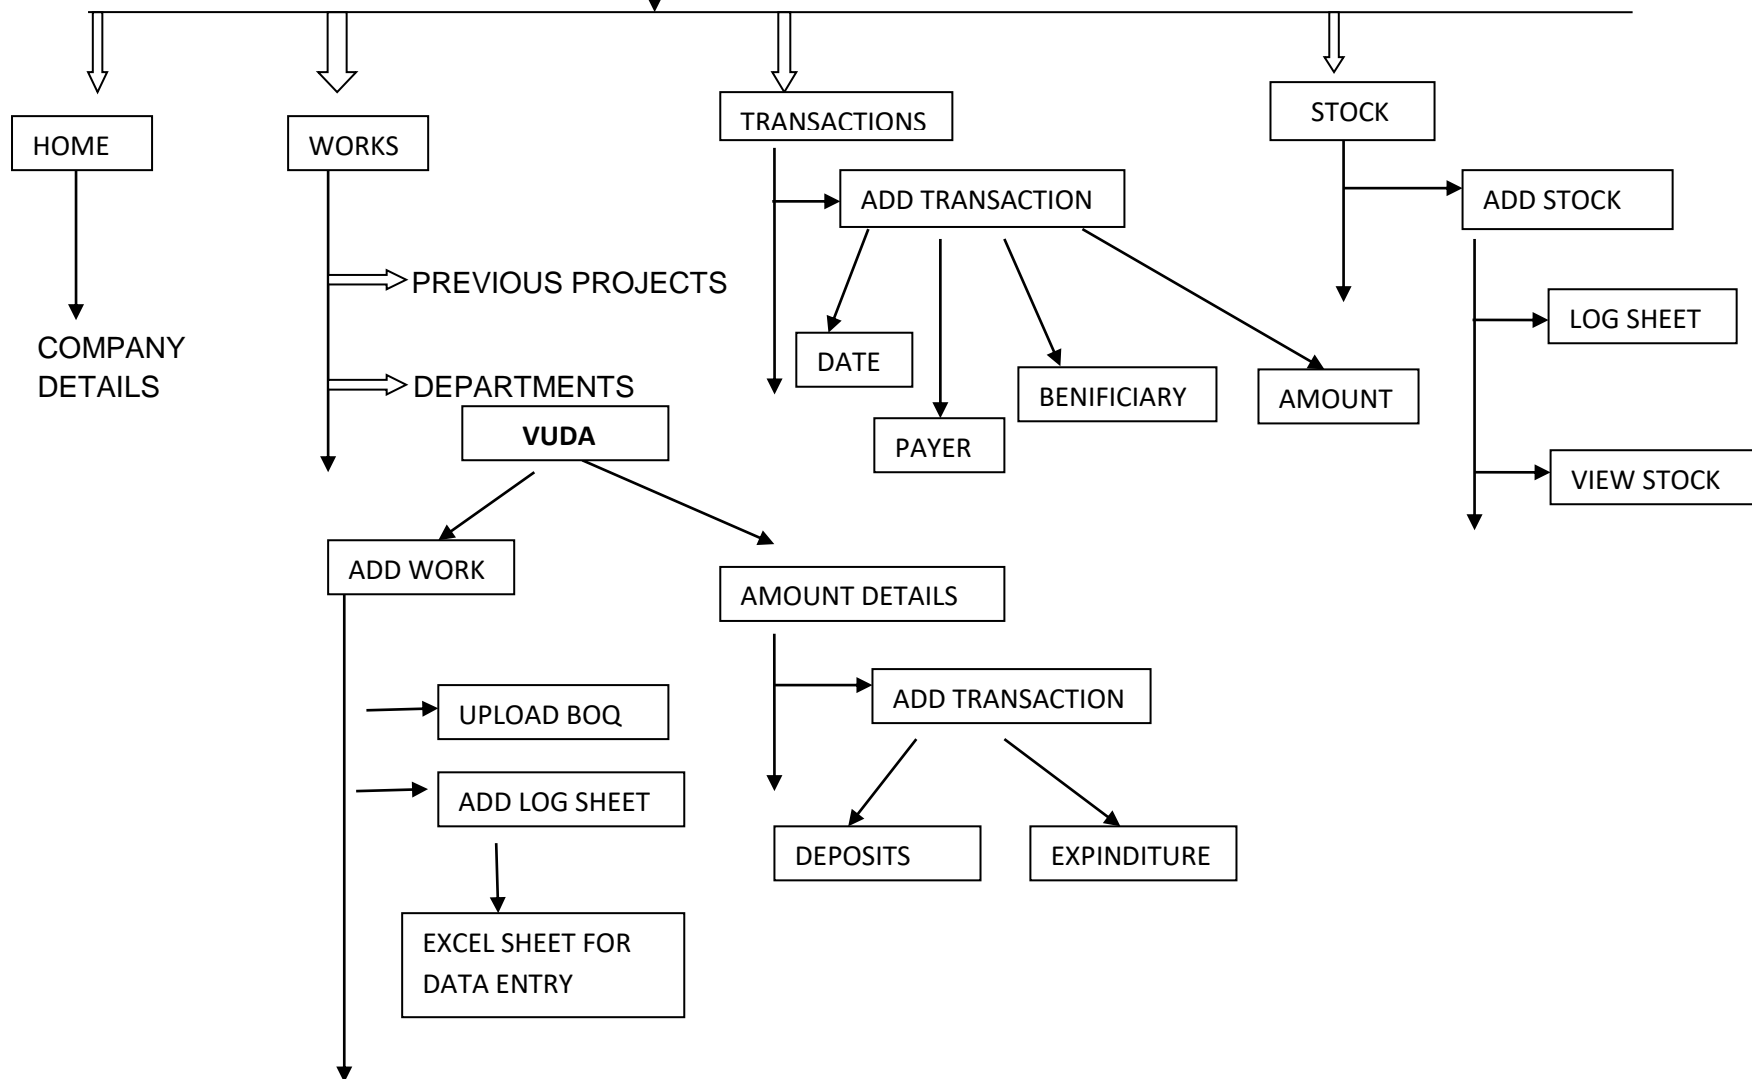 HOME
WORKS
TRANSACTIONS
STOCK
ADD TRANSACTION
ADD STOCK
PREVIOUS PROJECTS
LOG SHEET
COMPANY
DETAILS
DATE
DEPARTMENTS
BENIFICIARY
AMOUNT
VUDA
PAYER
VIEW STOCK
ADD WORK
AMOUNT DETAILS
ADD TRANSACTION
UPLOAD BOQ
ADD LOG SHEET
DEPOSITS
EXPINDITURE
EXCEL SHEET FOR
DATA ENTRY